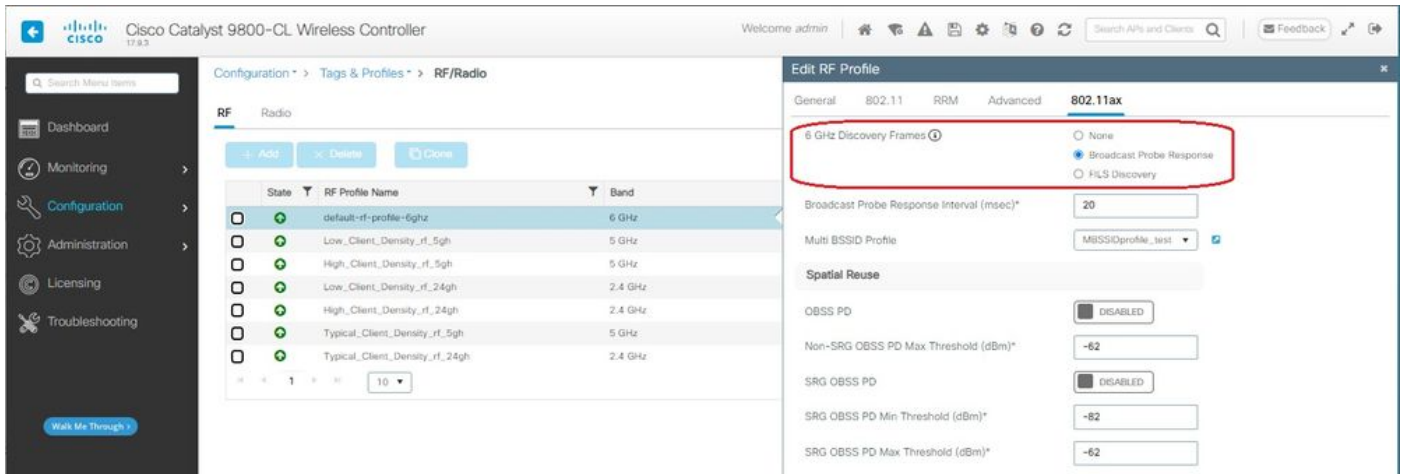 CISCO
Cisco Catalyst 9800-CL Wireless Controller
17.9.3
Welcome admin
Search APs and Clients
Feedback
Search Menu Items
Dashboard
Monitoring
Configuration
Administration
Licensing
Troubleshooting
Walk Me Through >
Configuration > Tags & Profiles > RF/Radio
RF Radio
+ Add × Delete Clone
State RF Profile Name Band
default-rf-profile-6ghz 6 GHz
Low_Client_Density_rf_5gh 5 GHz
High_Client_Density_rf_5gh 5 GHz
Low_Client_Density_rf_24gh 2.4 GHz
High_Client_Density_rf_24gh 2.4 GHz
Typical_Client_Density_rf_5gh 5 GHz
Typical_Client_Density_rf_24gh 2.4 GHz
1 10
Edit RF Profile ×
General 802.11 RRM Advanced 802.11ax
6 GHz Discovery Frames None
Broadcast Probe Response
FILS Discovery
Broadcast Probe Response Interval (msec)* 20
Multi BSSID Profile MBSSIDprofile_test
Spatial Reuse
OBSS PD DISABLED
Non-SRG OBSS PD Max Threshold (dBm)* -62
SRG OBSS PD DISABLED
SRG OBSS PD Min Threshold (dBm)* -82
SRG OBSS PD Max Threshold (dBm)* -62